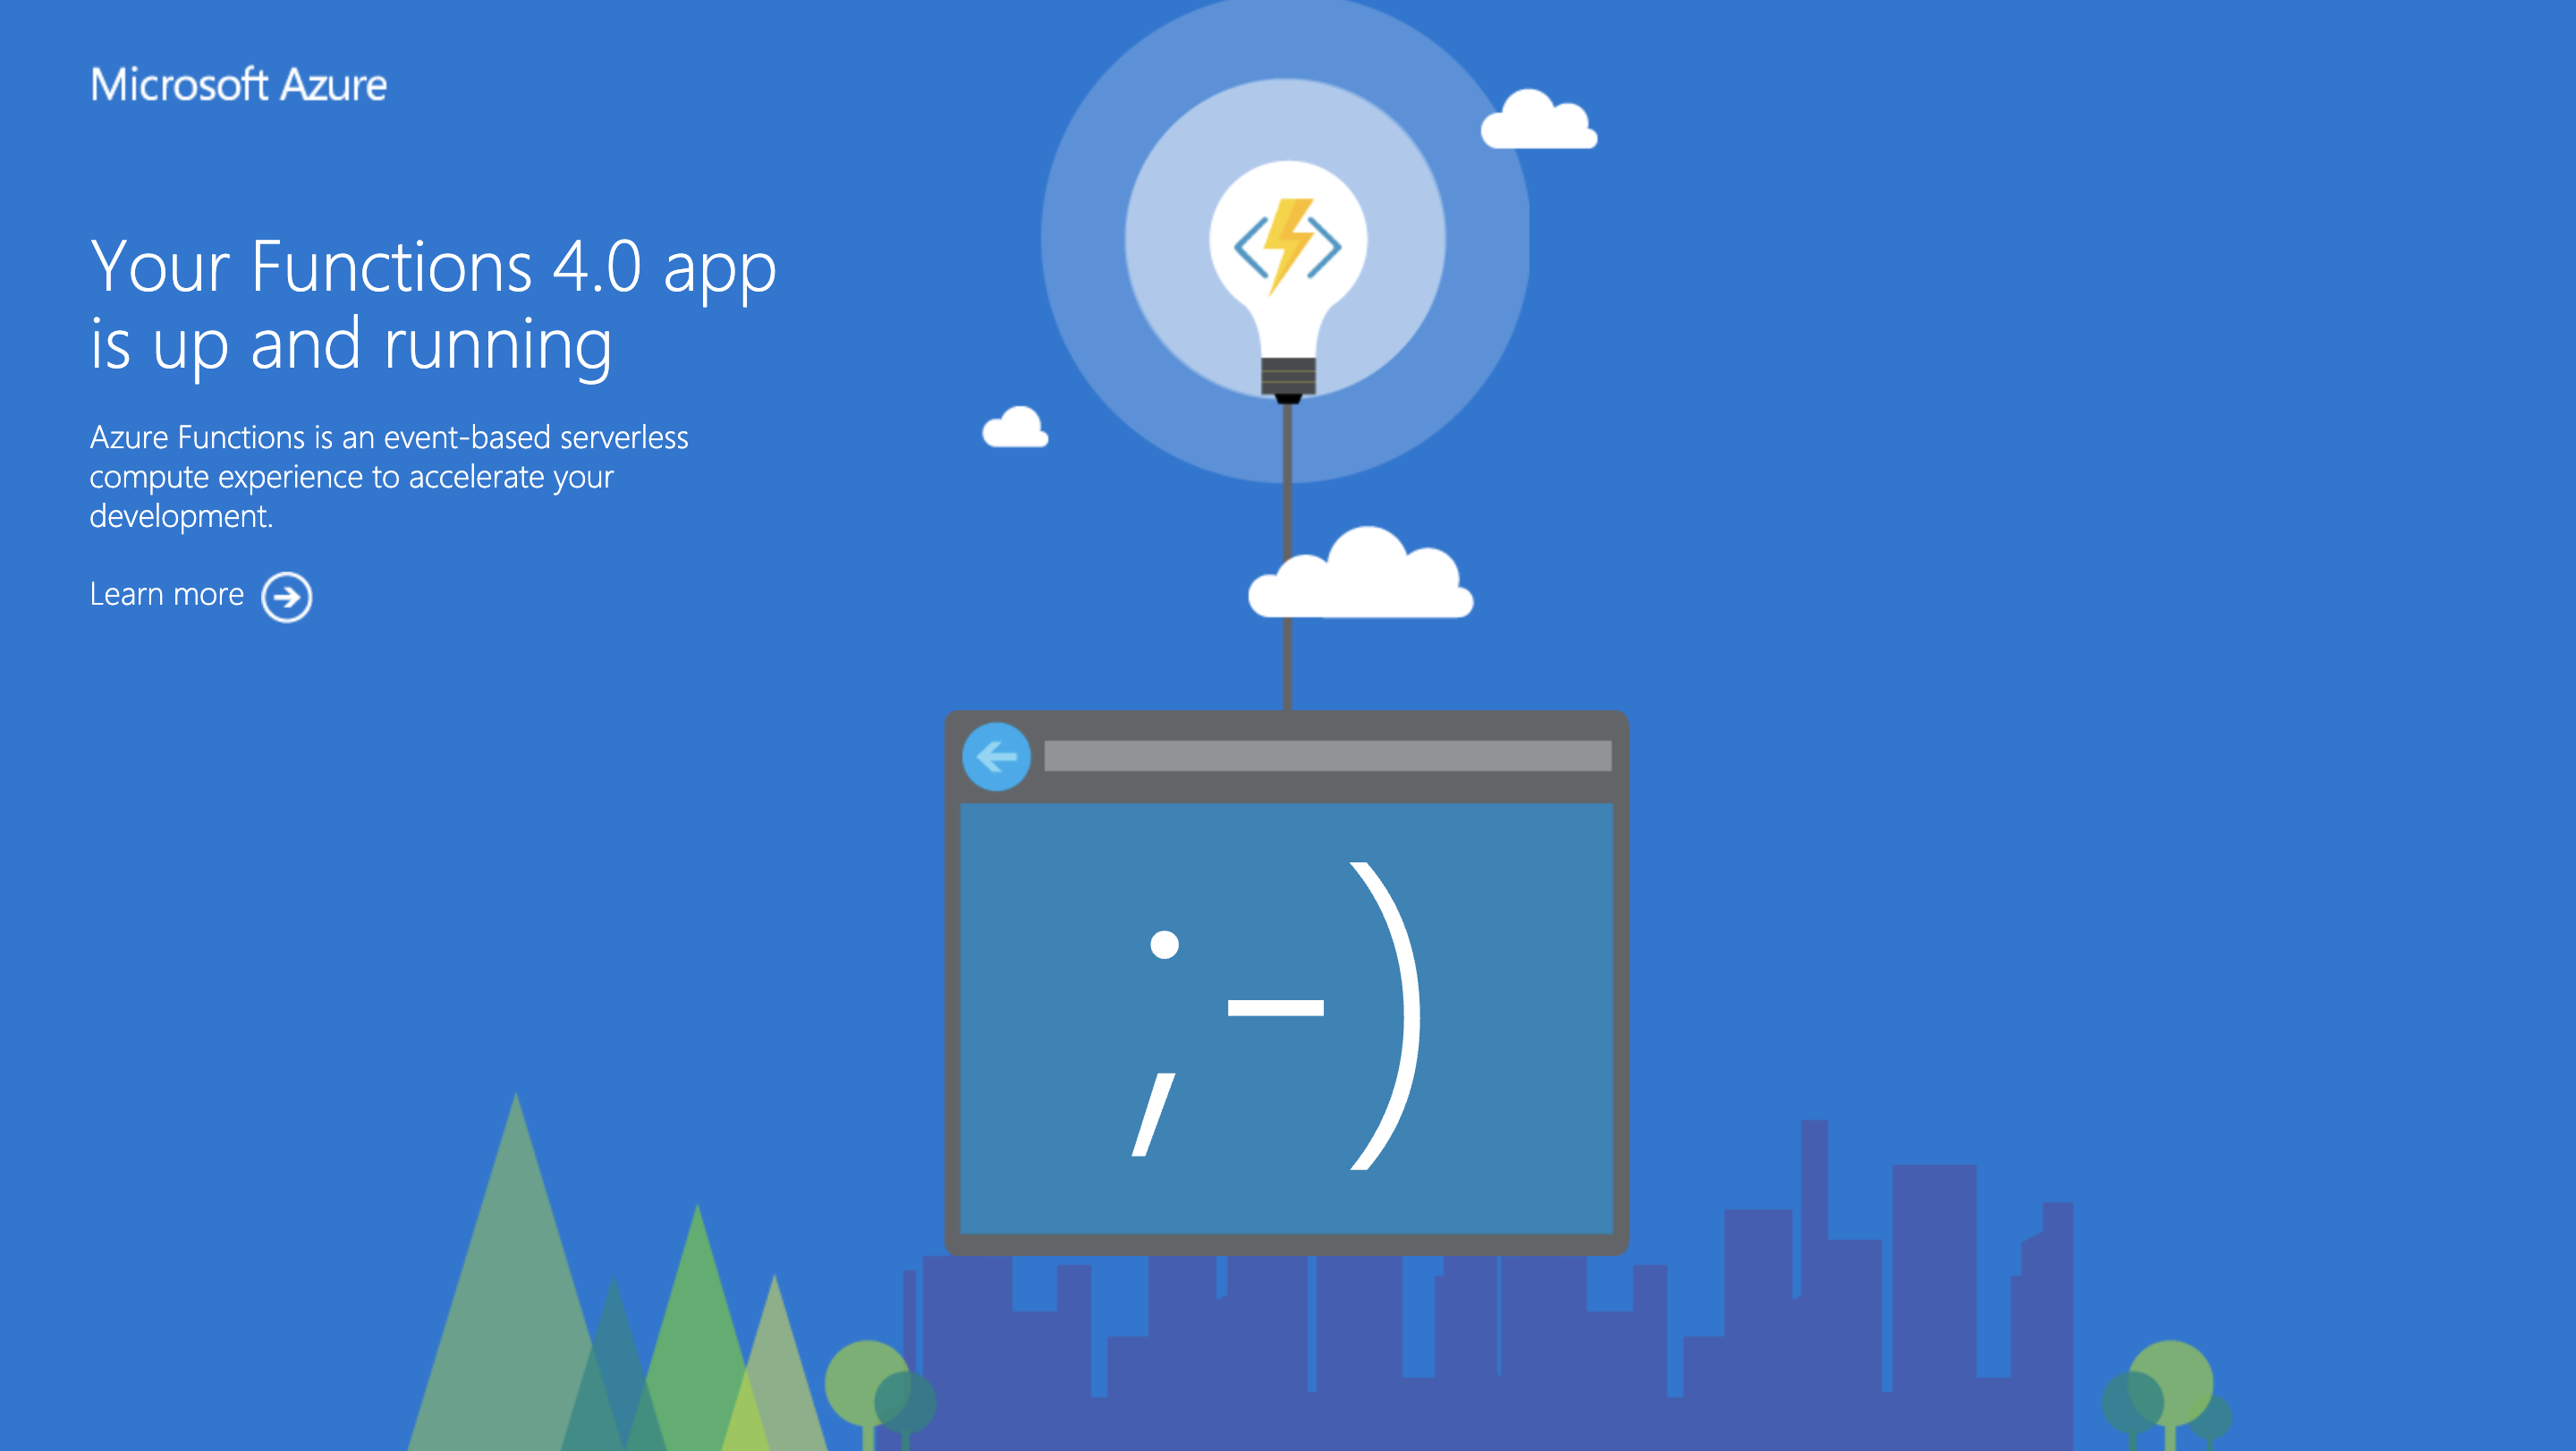 Microsoft Azure
Your Functions 4.0 app
is up and running
Azure Functions is an event-based serverless
compute experience to accelerate your
development.
Learn more
;-)